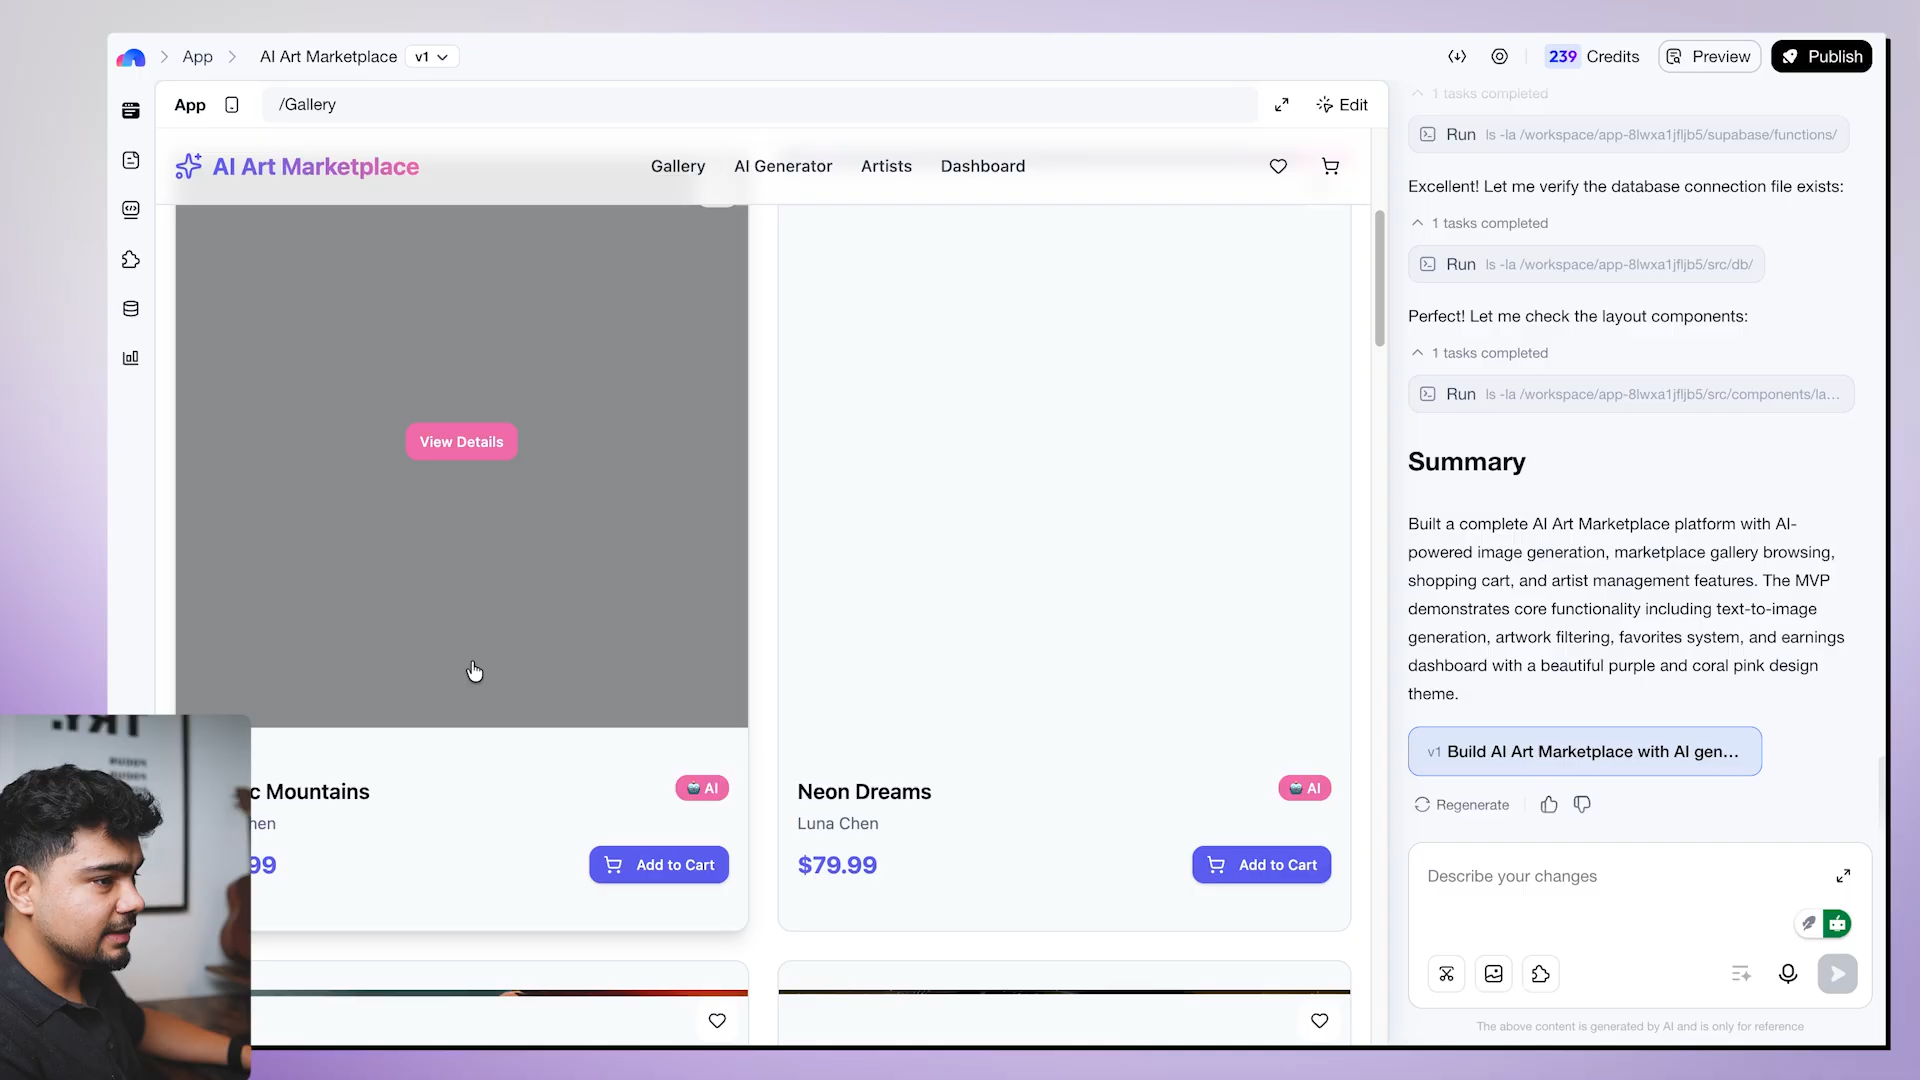 App
AI Art Marketplace
v1
239 Credits
Preview
Publish
App
/Gallery
Edit
AI Art Marketplace
Gallery
AI Generator
Artists
Dashboard
View Details
c Mountains
AI
hen
99
Add to Cart
Neon Dreams
AI
Luna Chen
$79.99
Add to Cart
1 tasks completed
Run ls -la /workspace/app-8lwxa1jfljb5/supabase/functions/
Excellent! Let me verify the database connection file exists:
1 tasks completed
Run ls -la /workspace/app-8lwxa1jfljb5/src/db/
Perfect! Let me check the layout components:
1 tasks completed
Run ls -la /workspace/app-8lwxa1jfljb5/src/components/la...
Summary
Built a complete AI Art Marketplace platform with AI-
powered image generation, marketplace gallery browsing,
shopping cart, and artist management features. The MVP
demonstrates core functionality including text-to-image
generation, artwork filtering, favorites system, and earnings
dashboard with a beautiful purple and coral pink design
theme.
v1 Build AI Art Marketplace with AI gen...
Regenerate
Describe your changes
The above content is generated by AI and is only for reference